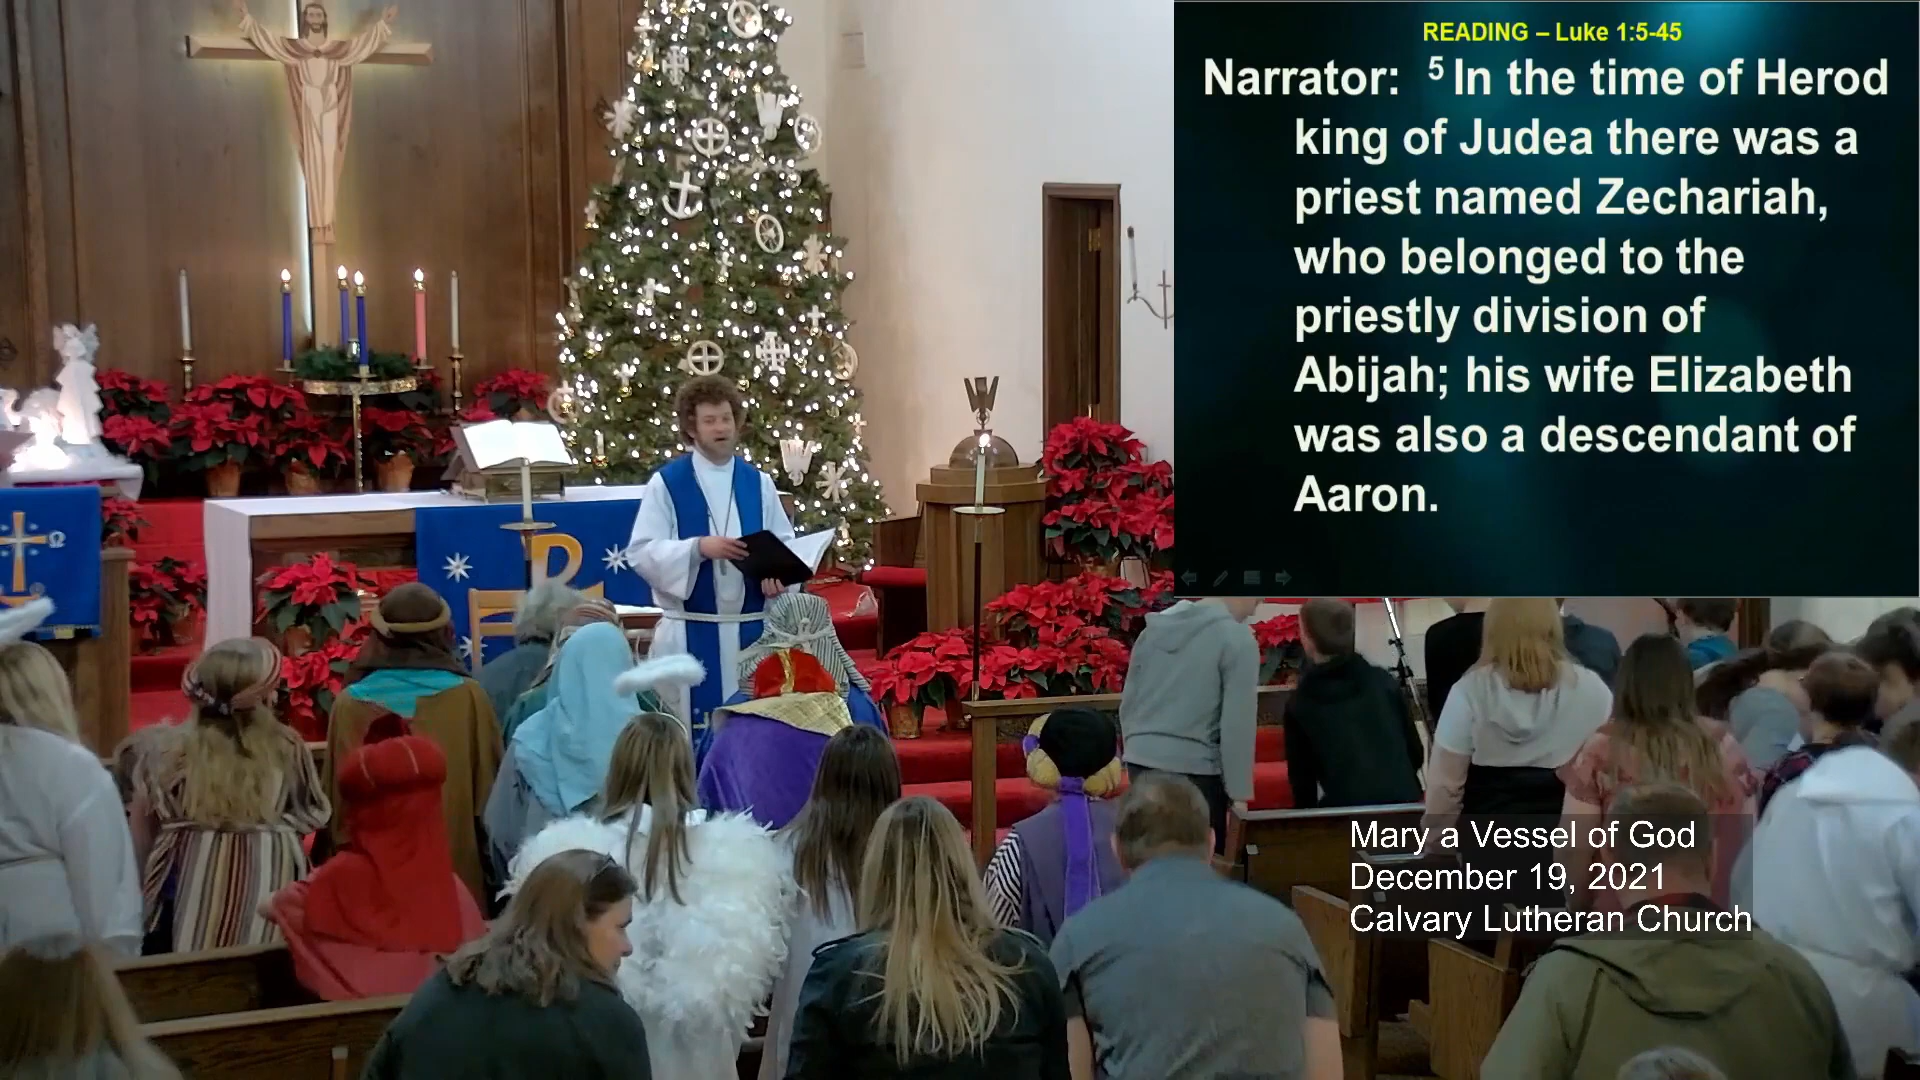 READING – Luke 1:5-45
Narrator: 5 In the time of Herod
king of Judea there was a
priest named Zechariah,
who belonged to the
priestly division of
Abijah; his wife Elizabeth
was also a descendant of
Aaron.
Mary a Vessel of God
December 19, 2021
Calvary Lutheran Church